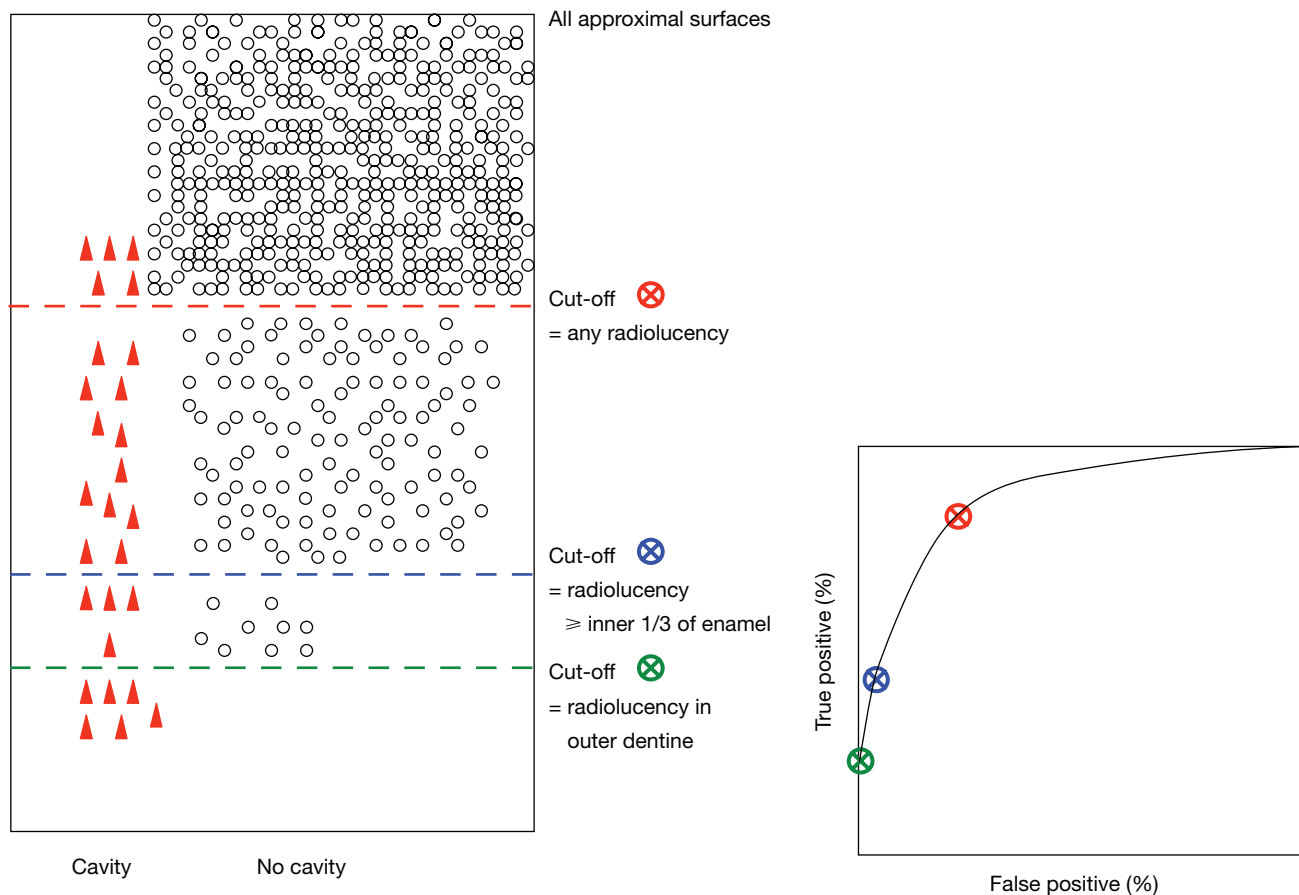 All approximal surfaces
Cut-off
= any radiolucency
Cut-off
= radiolucency
⩾ inner 1/3 of enamel
Cut-off
= radiolucency in
outer dentine
Cavity
No cavity
True positive (%)
False positive (%)